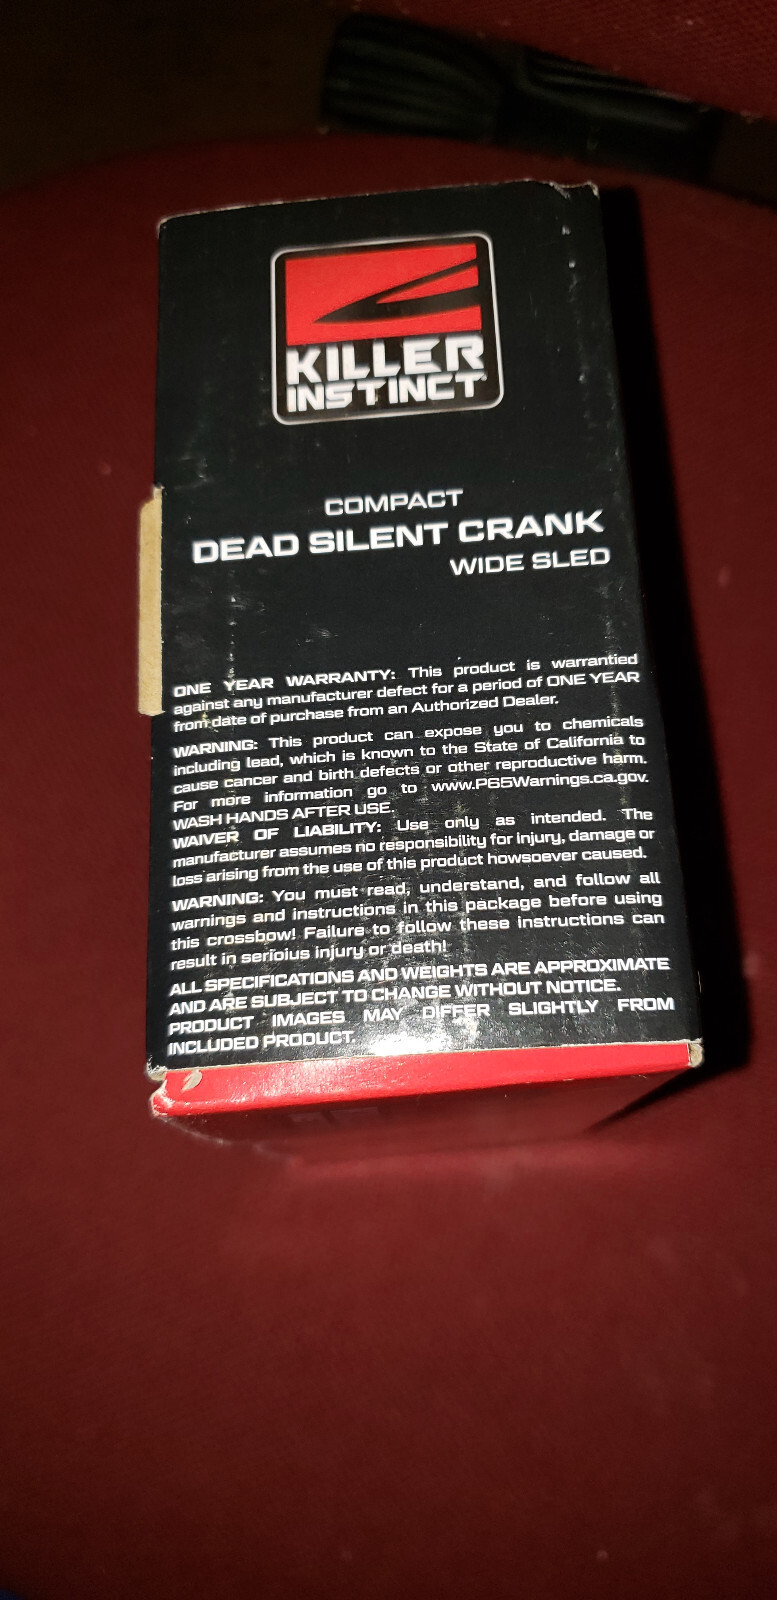 KILLER
INSTINCT
COMPACT
DEAD SILENT CRANK
WIDE SLED
ONE YEAR WARRANTY: This product is warrantied
against any manufacturer defect for a period of ONE YEAR
from date of purchase from an Authorized Dealer.
WARNING: This product can expose you to chemicals
including lead, which is known to the State of California to
cause cancer and birth defects or other reproductive harm.
For more information go to www.P65Warnings.ca.gov.
WASH HANDS AFTER USE.
WAIVER OF LIABILITY: Use only as intended. The
manufacturer assumes no responsibility for injury, damage or
loss arising from the use of this product howsoever caused.
WARNING: You must read, understand, and follow all
warnings and instructions in this package before using
this crossbow! Failure to follow these instructions can
result in serioius injury or death!
ALL SPECIFICATIONS AND WEIGHTS ARE APPROXIMATE
AND ARE SUBJECT TO CHANGE WITHOUT NOTICE.
PRODUCT IMAGES MAY DIFFER SLIGHTLY FROM
INCLUDED PRODUCT.